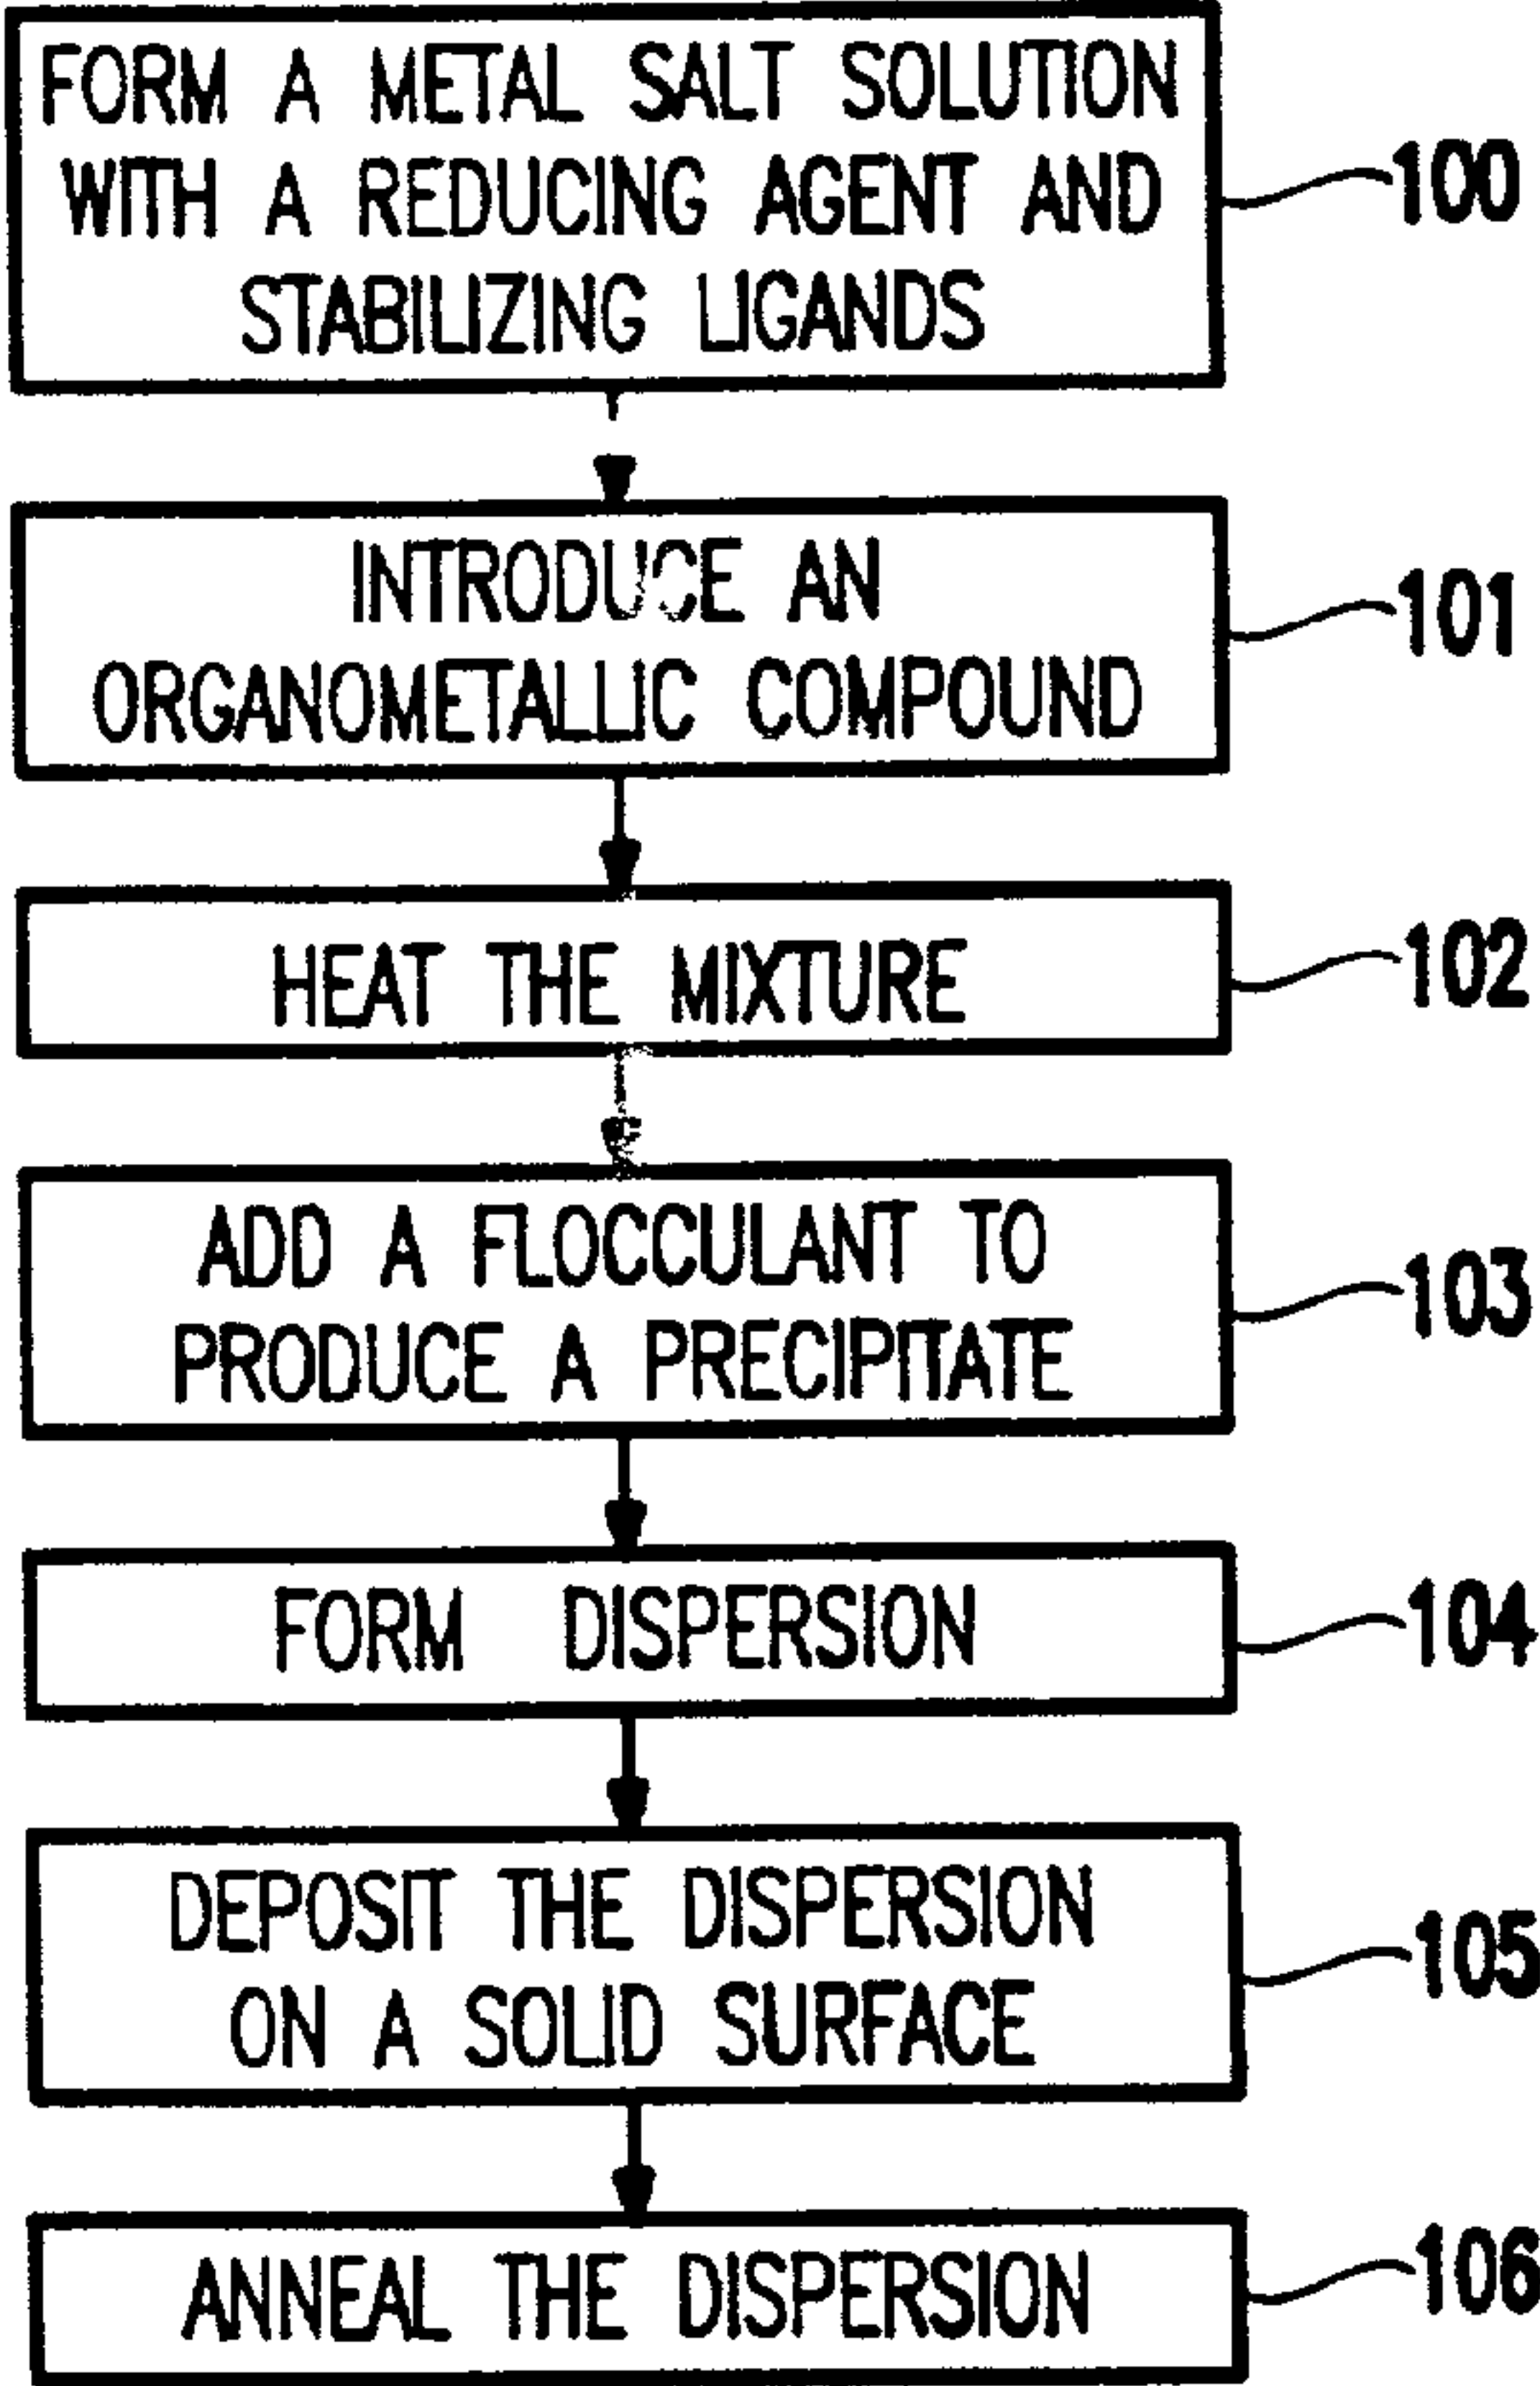 FORM A METAL SALT SOLUTION
WITH A REDUCING AGENT AND
STABILIZING LIGANDS
100
INTRODUCE AN
ORGANOMETALLIC COMPOUND
101
HEAT THE MIXTURE
102
ADD A FLOCCULANT TO
PRODUCE A PRECIPITATE
103
FORM DISPERSION
104
DEPOSIT THE DISPERSION
ON A SOLID SURFACE
105
ANNEAL THE DISPERSION
106